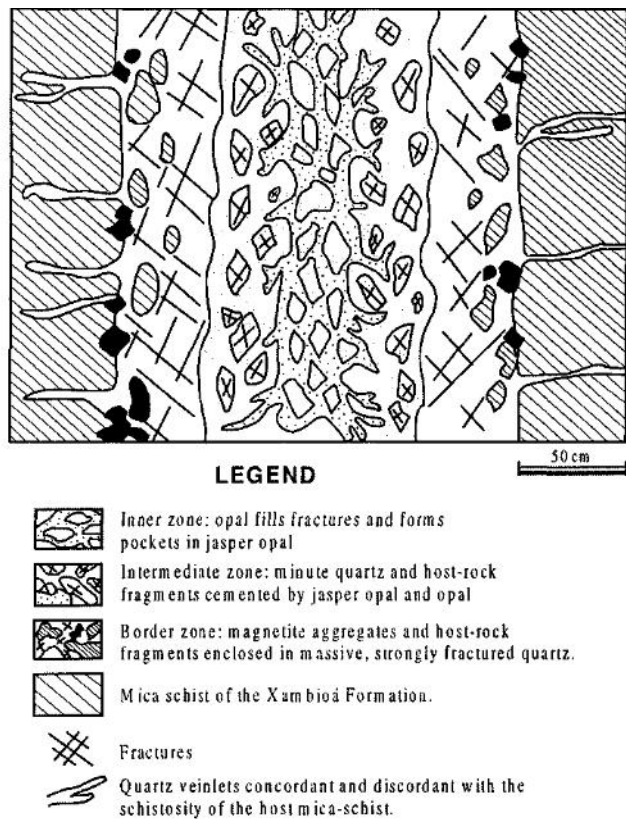 50 cm
LEGEND
Inner zone: opal fills fractures and forms
pockets in jasper opal
Intermediate zone: minute quartz and host-rock
fragments cemented by jasper opal and opal
Border zone: magnetite aggregates and host-rock
fragments enclosed in massive, strongly fractured quartz.
Mica schist of the Xambioá Formation.
Fractures
Quartz veinlets concordant and discordant with the
schistosity of the host mica-schist.